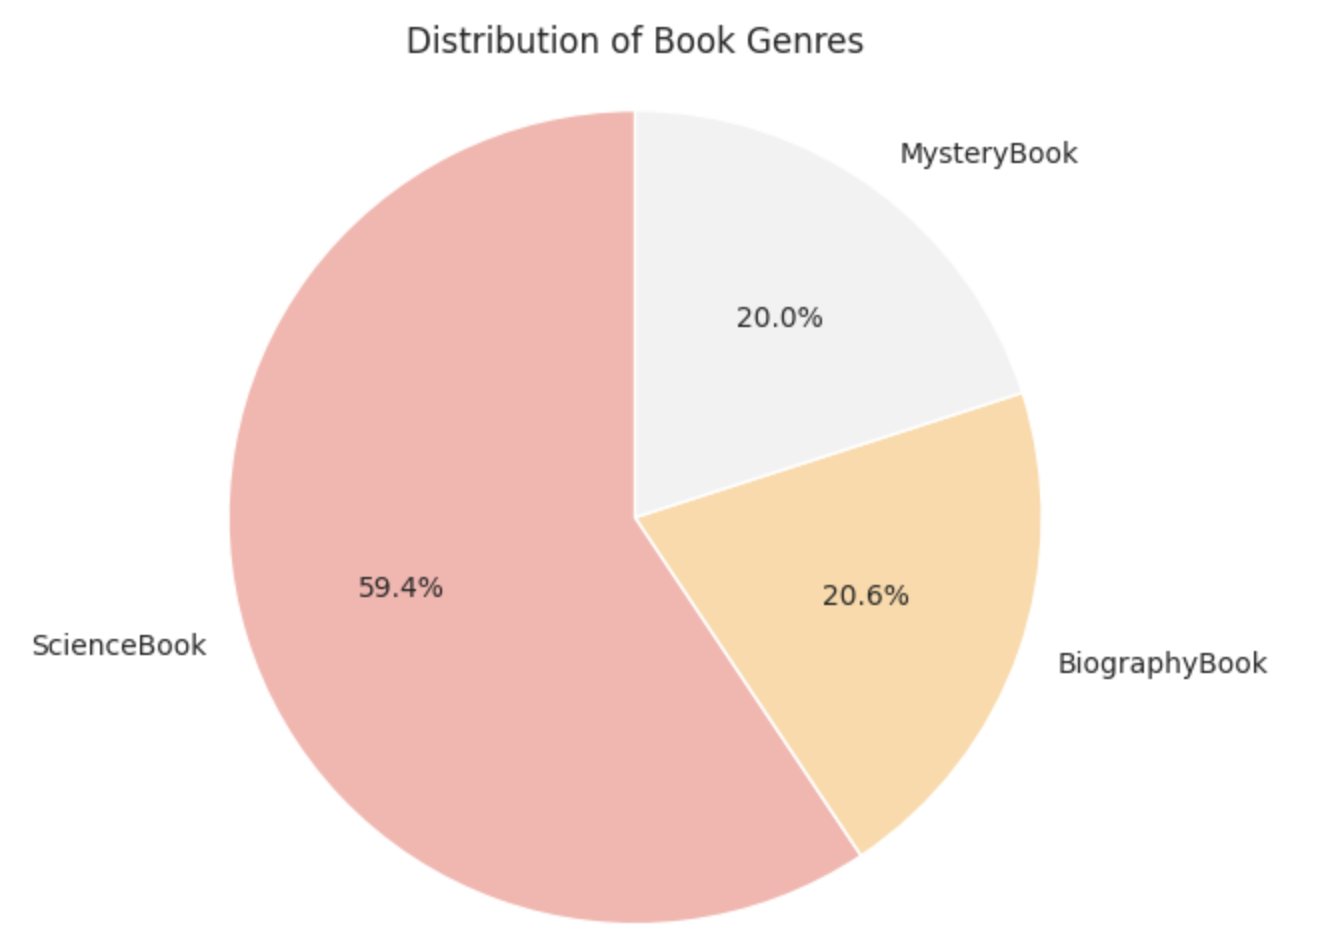 Distribution of Book Genres
MysteryBook
20.0%
59.4%
20.6%
ScienceBook
BiographyBook